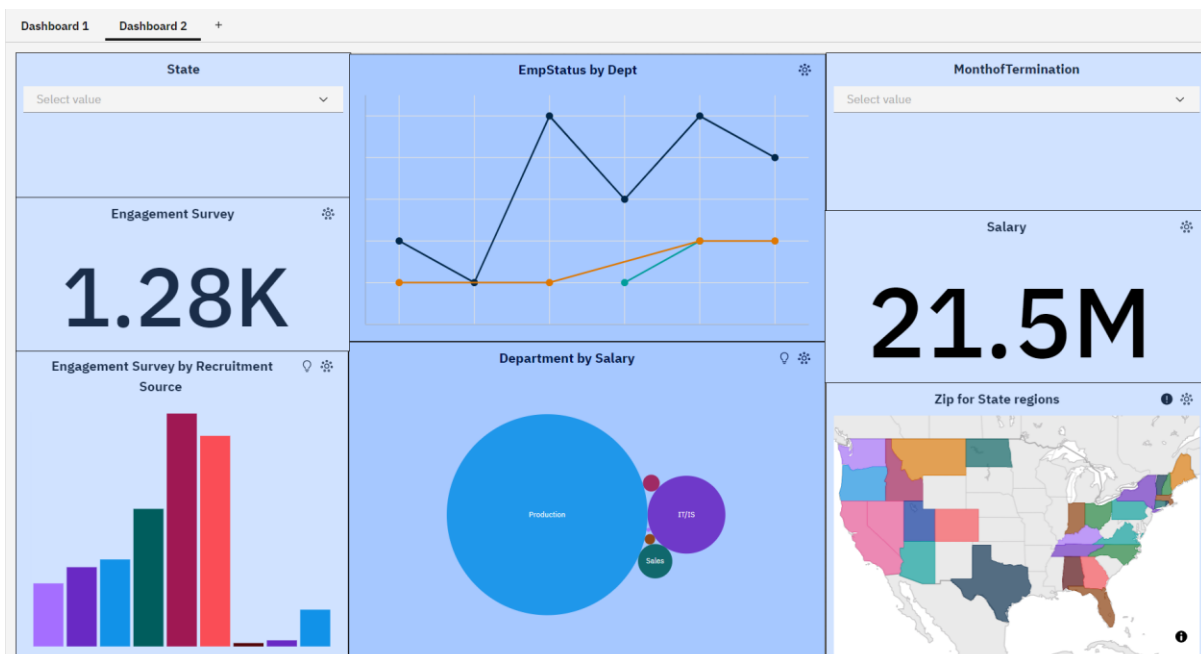 Dashboard 1
Dashboard 2
+
State
Select value
EmpStatus by Dept
MonthofTermination
Select value
Engagement Survey
1.28K
Salary
21.5M
Engagement Survey by Recruitment
Source
Department by Salary
Production
IT/IS
Sales
Zip for State regions